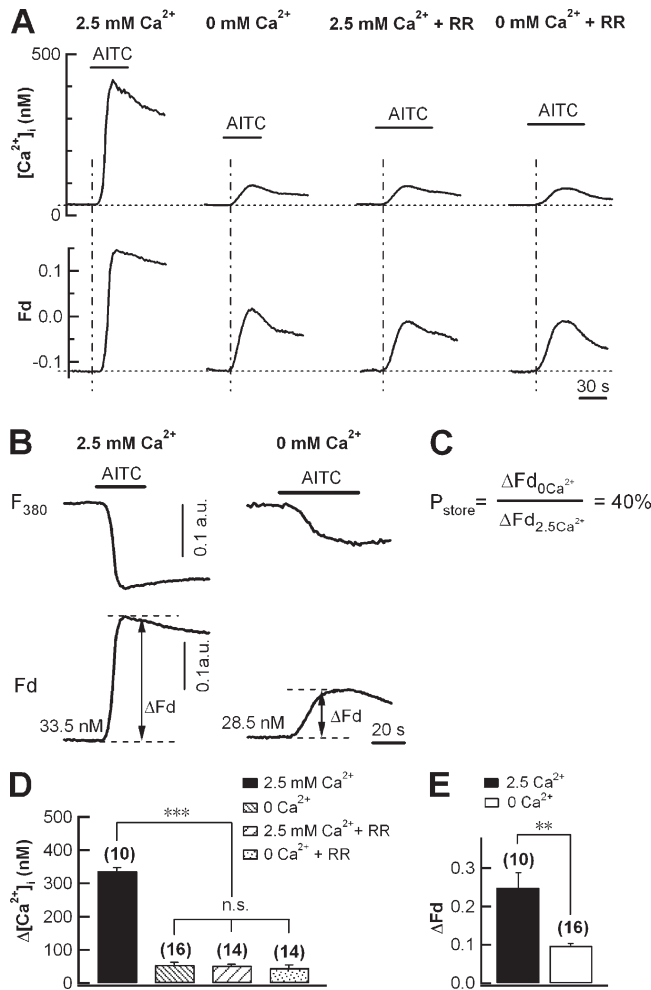 A
2.5 mM Ca²⁺ 0 mM Ca²⁺ 2.5 mM Ca²⁺ + RR 0 mM Ca²⁺ + RR
500
AITC
AITC AITC AITC
[Ca²⁺]ᵢ (nM)
0
0.1
Fd
0.0
-0.1
30 s
B
2.5 mM Ca²⁺ 0 mM Ca²⁺
AITC AITC
F₃₈₀
0.1 a.u.
Fd
0.1a.u.
ΔFd
33.5 nM
28.5 nM
ΔFd
20 s
C
P_store = ΔFd_0Ca²⁺ / ΔFd_2.5Ca²⁺ = 40%
D
2.5 mM Ca²⁺
0 Ca²⁺
2.5 mM Ca²⁺ + RR
0 Ca²⁺ + RR
Δ[Ca²⁺]ᵢ (nM)
500
400
300
200
100
0
***
(10)
n.s.
(16) (14) (14)
E
2.5 Ca²⁺
0 Ca²⁺
ΔFd
0.3
0.2
0.1
0.0
**
(10)
(16)